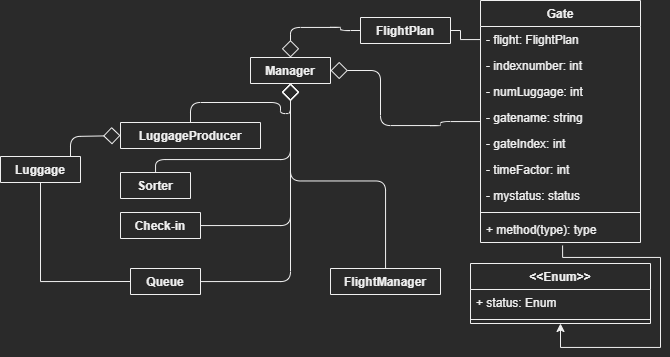 Gate
FlightPlan
- flight: FlightPlan
- indexnumber: int
Manager
- numLuggage: int
- gatename: string
LuggageProducer
- gateIndex: int
Luggage
- timeFactor: int
Sorter
- mystatus: status
Check-in
+ method(type): type
Queue
FlightManager
<<Enum>>
+ status: Enum